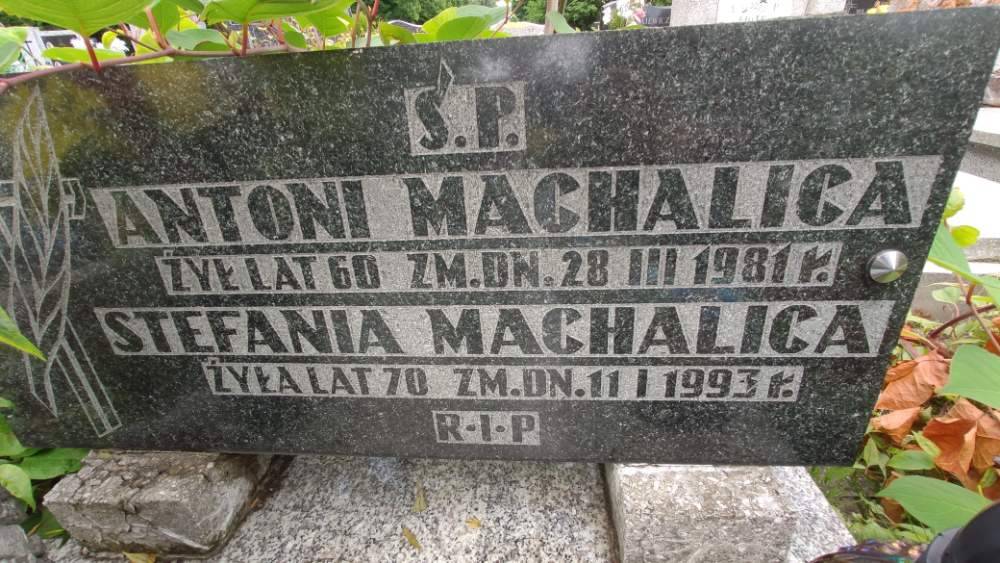 Ś.P.
ANTONI MACHALICA
ŻYŁ LAT 60 ZM.DN.28 III 1981 r.
STEFANIA MACHALICA
ŻYŁA LAT 70 ZM.DN.11 I 1993 r.
R·I·P